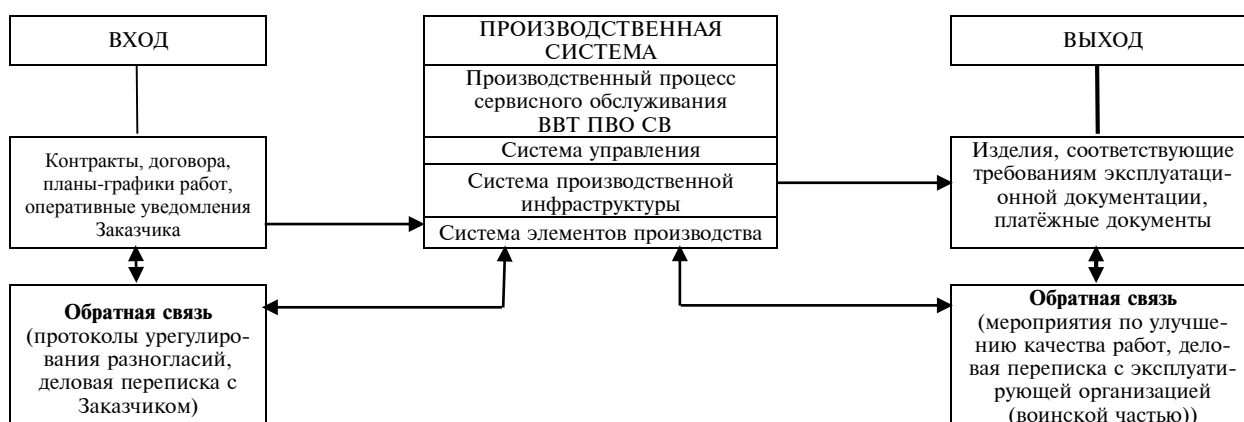 ВХОД
Контракты, договора,
планы-графики работ,
оперативные уведомления
Заказчика
Обратная связь
(протоколы урегулиро-
вания разногласий,
деловая переписка с
Заказчиком)
ПРОИЗВОДСТВЕННАЯ
СИСТЕМА
Производственный процесс
сервисного обслуживания
ВВТ ПВО СВ
Система управления
Система производственной
инфраструктуры
Система элементов производства
ВЫХОД
Изделия, соответствующие
требованиям эксплуатаци-
онной документации,
платёжные документы
Обратная связь
(мероприятия по улучше-
нию качества работ, дело-
вая переписка с эксплуати-
рующей организацией
(воинской частью))